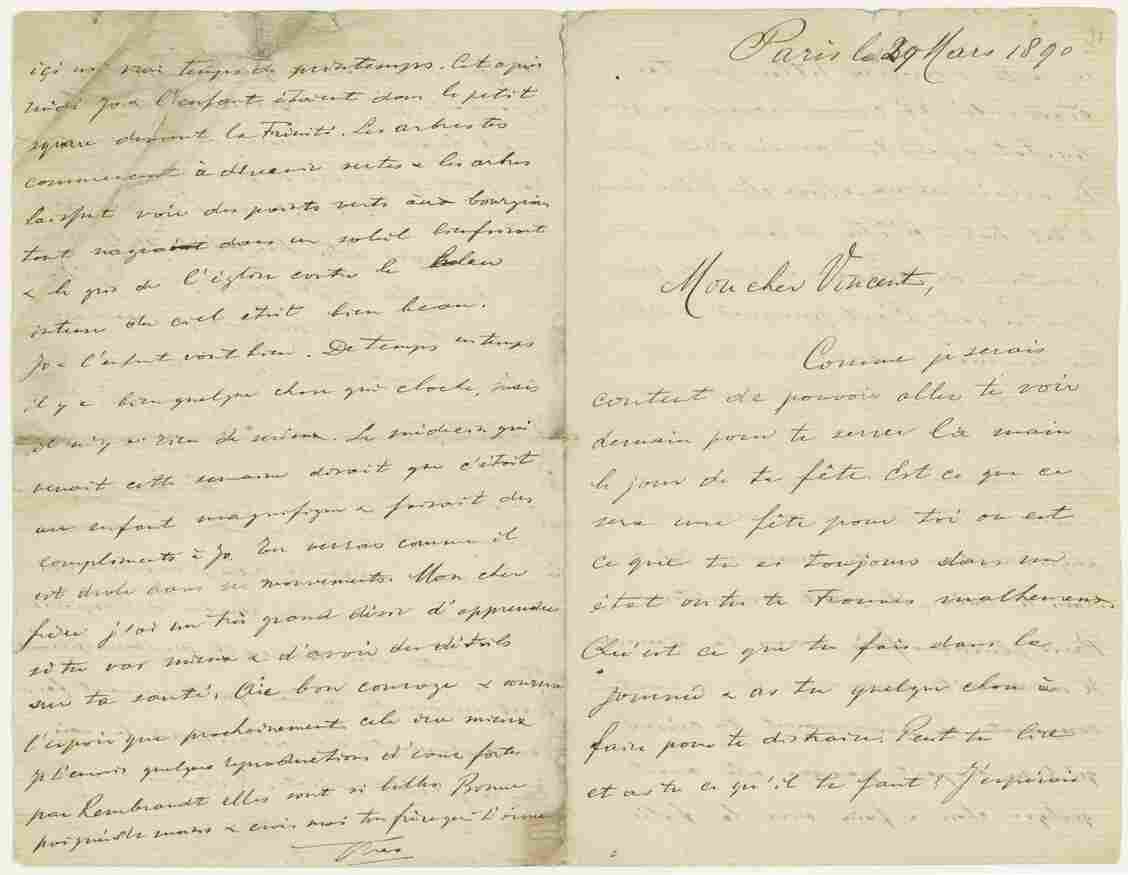 Paris le 29 Mars 1890
Mon cher Vincent,
Comme je serais
content de pouvoir aller te voir
demain pour te serrer la main
le jour de ta fête. Est ce que ce
sera une fête pour toi ou est
ce que tu es toujours dans un
état où tu te trouves malheureux.
Qu'est ce que tu fais dans la
journée & as tu quelque chose à
faire pour te distraire. Peut tu lire
et as tu ce qu'il te faut? J'espérais
içi un vrai temps de printemps. Cet après
midi Jo & l'enfant étaient dans le petit
square devant la Trinité. Les arbustes
commencent à devenir vertes & les arbres
laissent voir des points verts aux bourgeons
tout nageait dans un soleil bienfaisant
& le gris de l'église contre le bleu
intense du ciel était bien beau.
Jo & l'enfant vont bien. De temps en temps
il y a bien quelque chose qui cloche, mais
il n'y a rien de sérieux. Le médecin qui
venait cette semaine disait que c'était
un enfant magnifique & faisait des
compliments à Jo. Tu verras comme il
est drole dans ses mouvements. Mon cher
frère j'ai un très grand désir d'apprendre
si tu vas mieux & d'avoir des détails
sur ta santé. Aie bon courage &
l'espoir que prochainement cela ira mieux
Je t'envois quelques reproductions d'eaux fortes
par Rembrandt elles sont si belles. Bonne
poignée de mains & crois moi ton frère qui t'aime
Theo